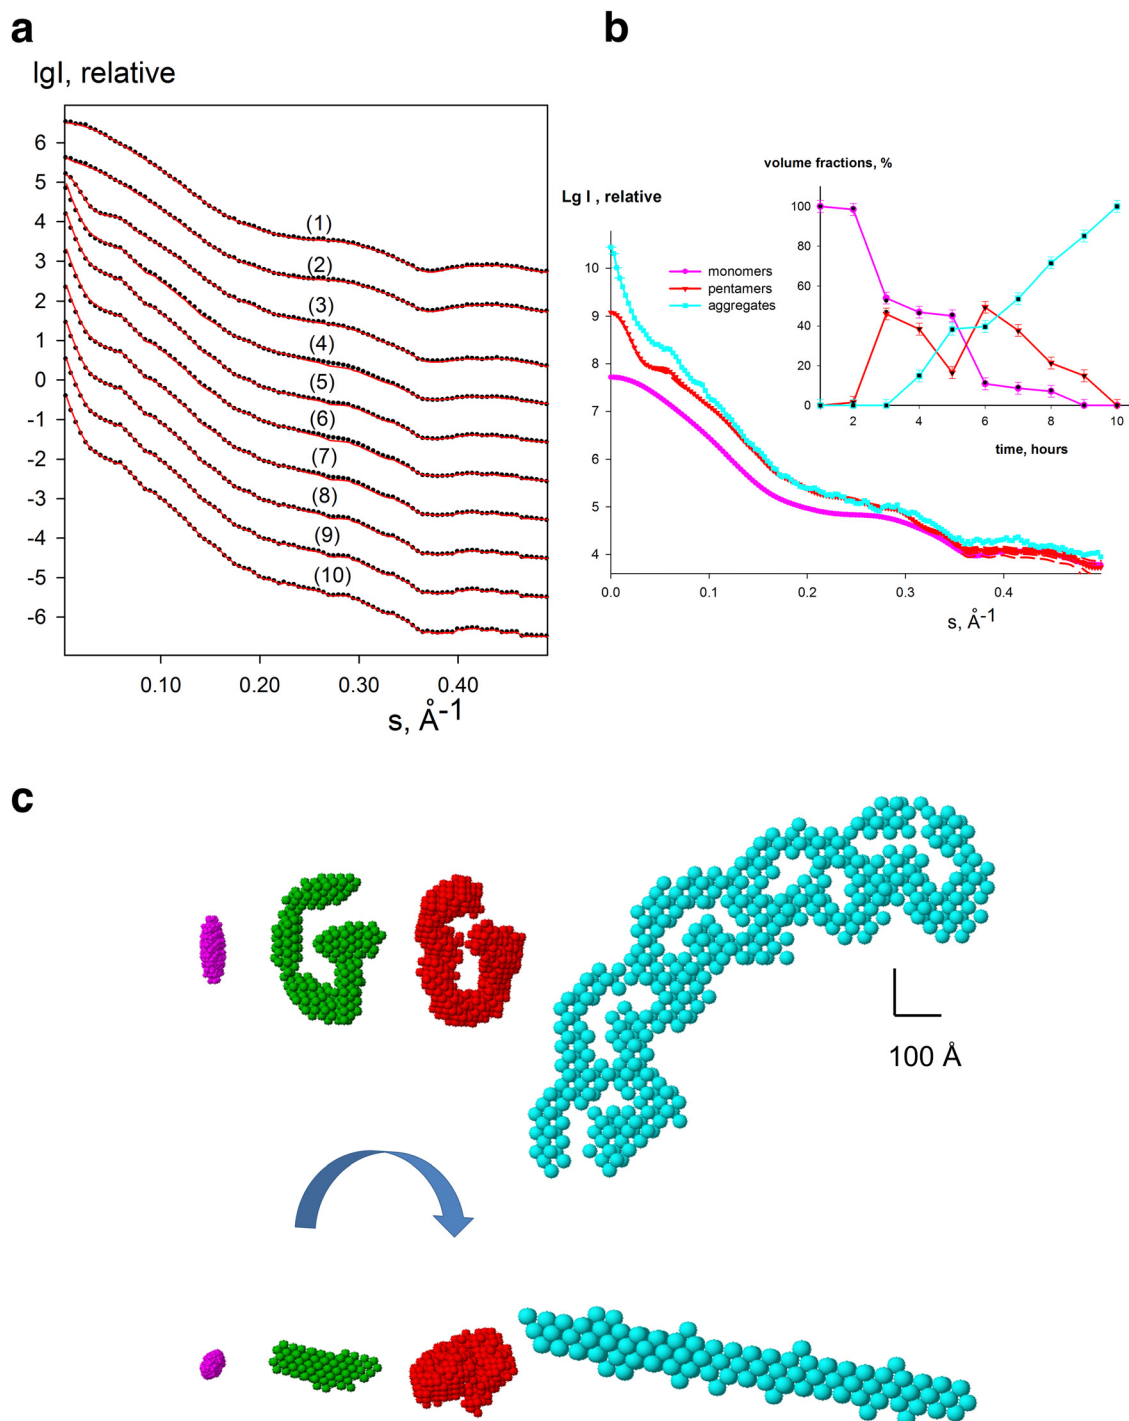 a
lgI, relative
6
5
4
3
2
1
0
-1
-2
-3
-4
-5
-6
(1)
(2)
(3)
(4)
(5)
(6)
(7)
(8)
(9)
(10)
0.10 0.20 0.30 0.40
s, Å-1
b
volume fractions, %
100
80
60
40
20
0
2 4 6 8 10
time, hours
Lg I , relative
10
9
8
7
6
5
4
monomers
pentamers
aggregates
0.0 0.1 0.2 0.3 0.4
s, Å-1
c
100 Å